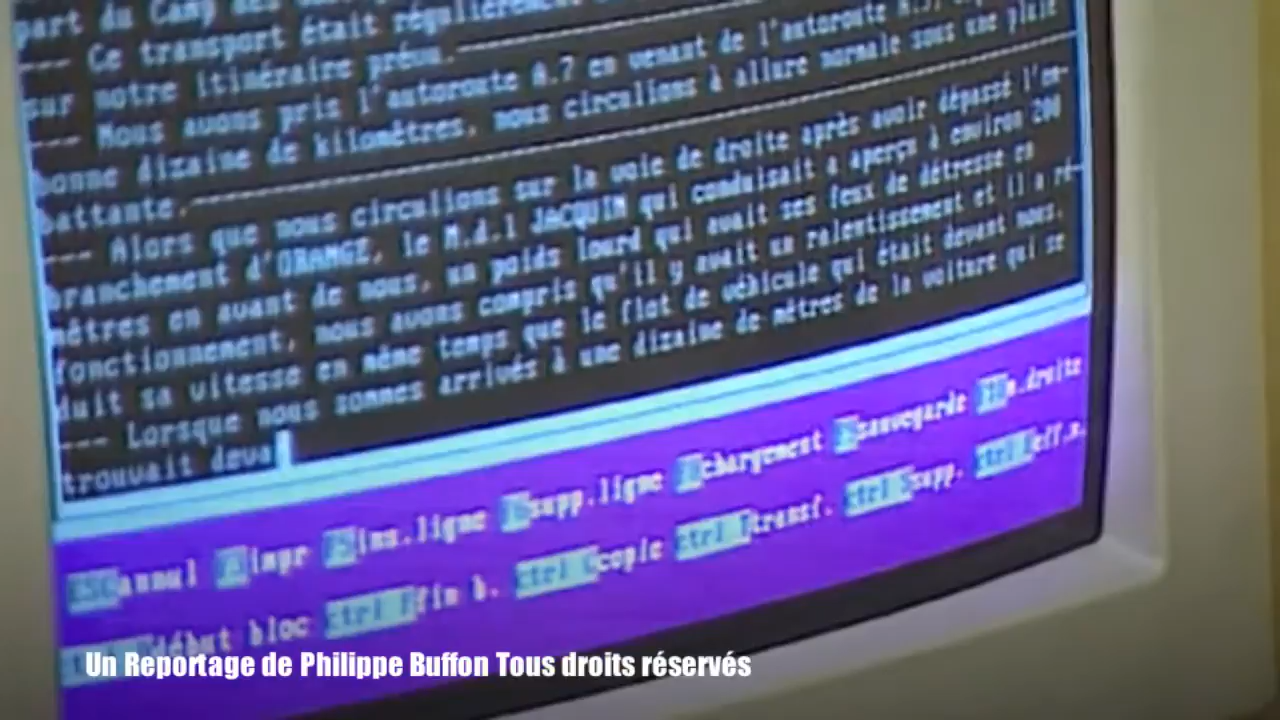 part du Camp des
--- Ce transport était régulièrement
sur notre itinéraire prévu.
--- Nous avons pris l'autoroute A.7 en venant de l'autoroute
bonne dizaine de kilomètres, nous circulions à allure normale sous une pluie
battante.
--- Alors que nous circulions sur la voie de droite après avoir dépassé l'em-
branchement d'ORANGE, le M.d.l JACQUIN qui conduisait a aperçu à environ 200
mètres en avant de nous, un poids lourd qui avait ses feux de détresse en
fonctionnement, nous avons compris qu'il y avait un ralentissement et il a ré-
duit sa vitesse en même temps que le flot de véhicule qui était devant nous.
--- Lorsque nous sommes arrivés à une dizaine de mètres de la voiture qui se
trouvait deva
ESC annul impr ins.ligne supp.ligne chargement sauvegarde m.droite
début bloc ctrl F fin b. ctrl C copie ctrl T transf. ctrl S supp. ctrl eff.m.
Un Reportage de Philippe Buffon Tous droits réservés